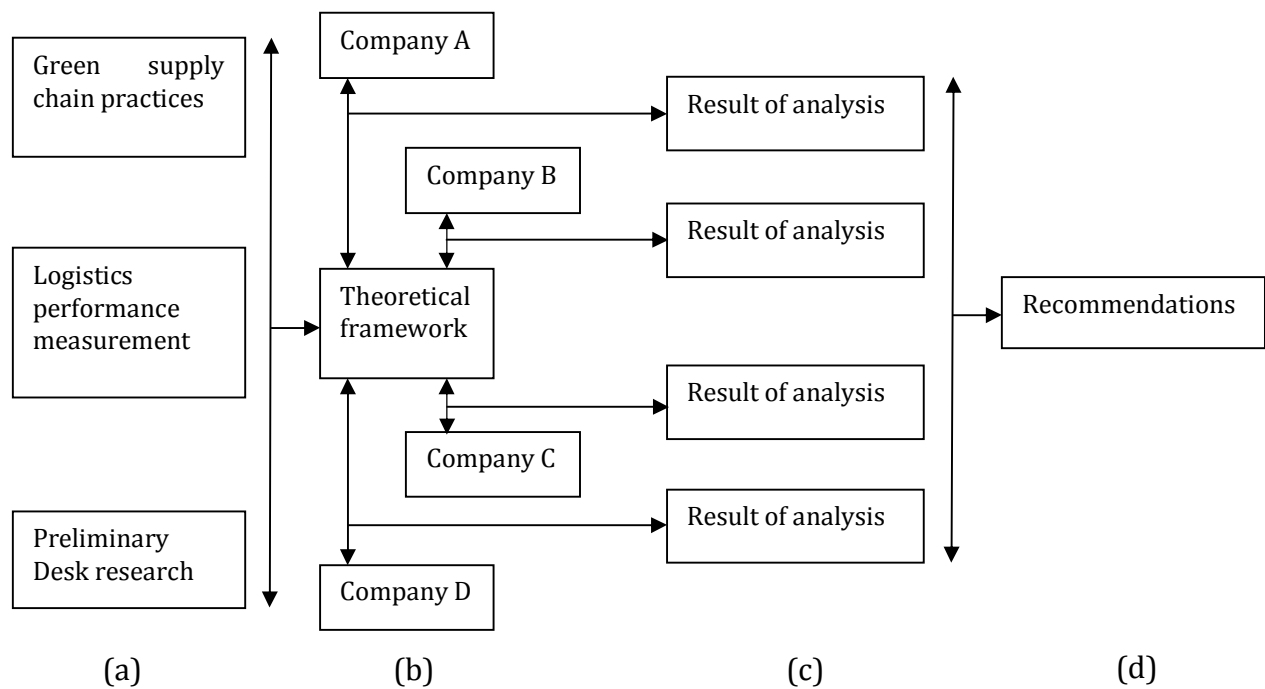 Green supply
chain practices
Logistics
performance
measurement
Preliminary
Desk research
(a)
Company A
Company B
Theoretical
framework
Company C
Company D
(b)
Result of analysis
Result of analysis
Result of analysis
Result of analysis
(c)
Recommendations
(d)